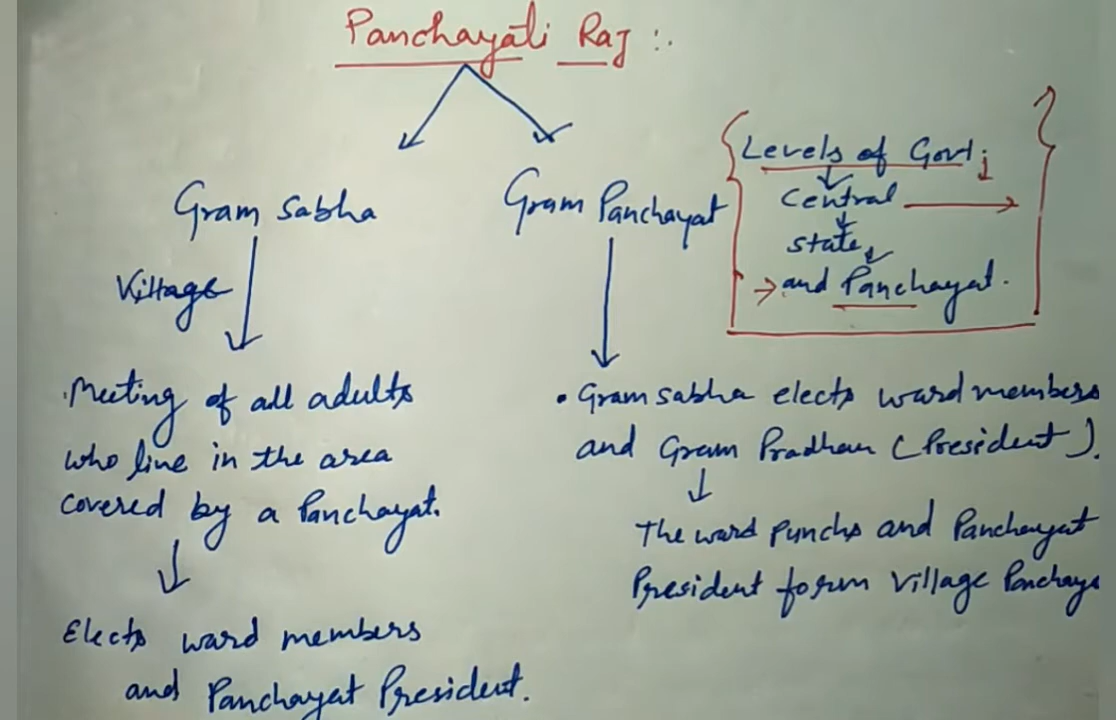 Panchayati Raj :.
Gram Sabha
Gram Panchayat
Levels of Govt;
Central
State
and Panchayat.
Village
Meeting of all adults
who line in the area
covered by a Panchayat.
Elects ward members
and Panchayat President.
Gram sabha elects ward members
and Gram Pradhan (President).
The ward Punchs and Panchayat
President form Village Panchaya